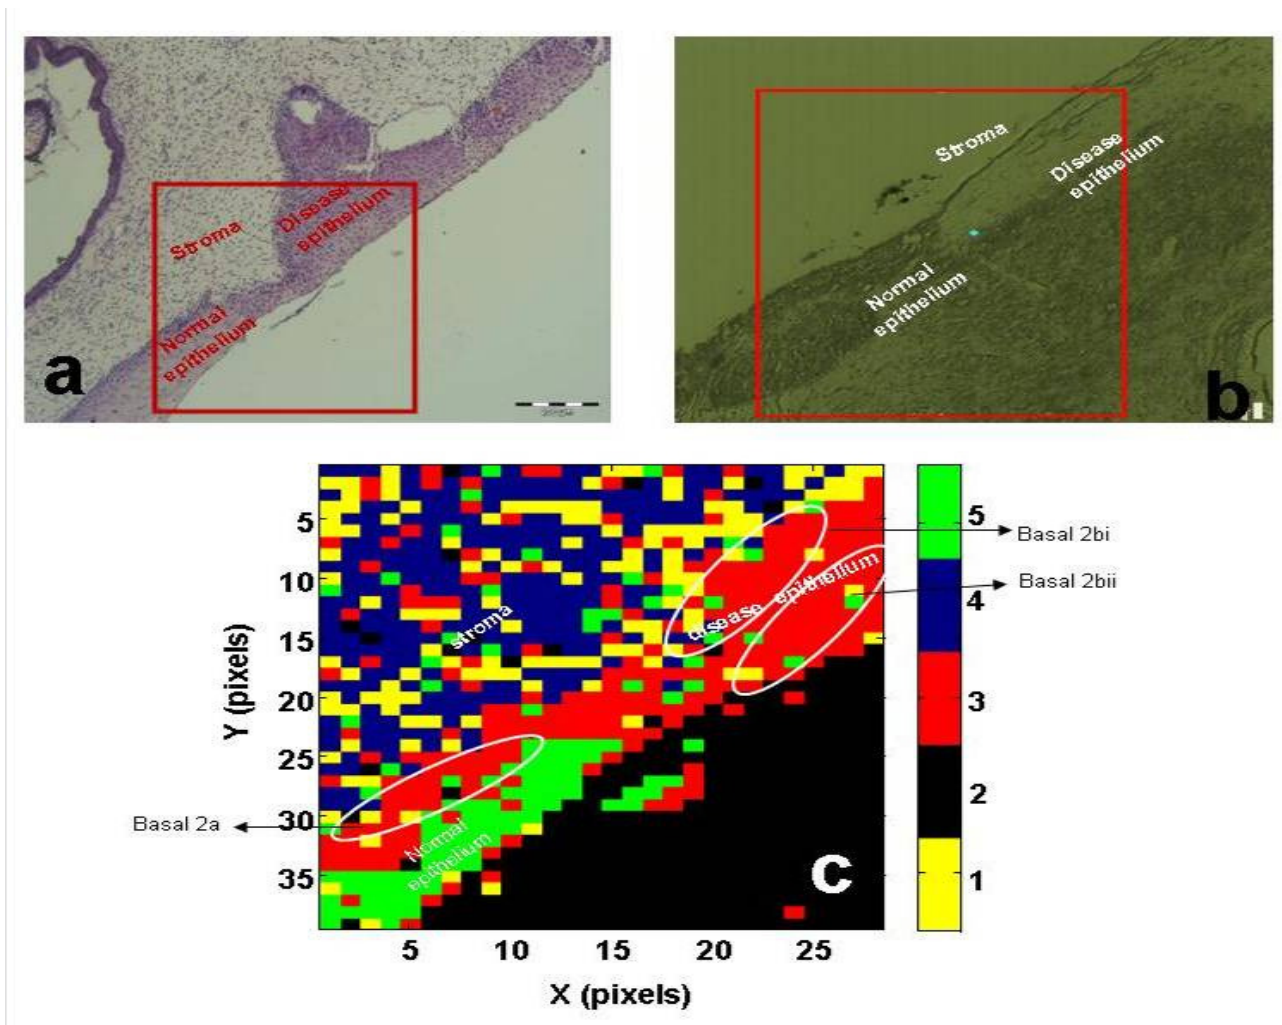 Stroma
Disease
epithelium
Normal
epithelium
a
Stroma
Disease
epithelium
Normal
epithelium
b
5
10
15
20
25
30
35
Y (pixels)
stroma
disease
epithelium
Normal
epithelium
c
5
4
3
2
1
Basal 2bi
Basal 2bii
Basal 2a
5
10
15
20
25
X (pixels)